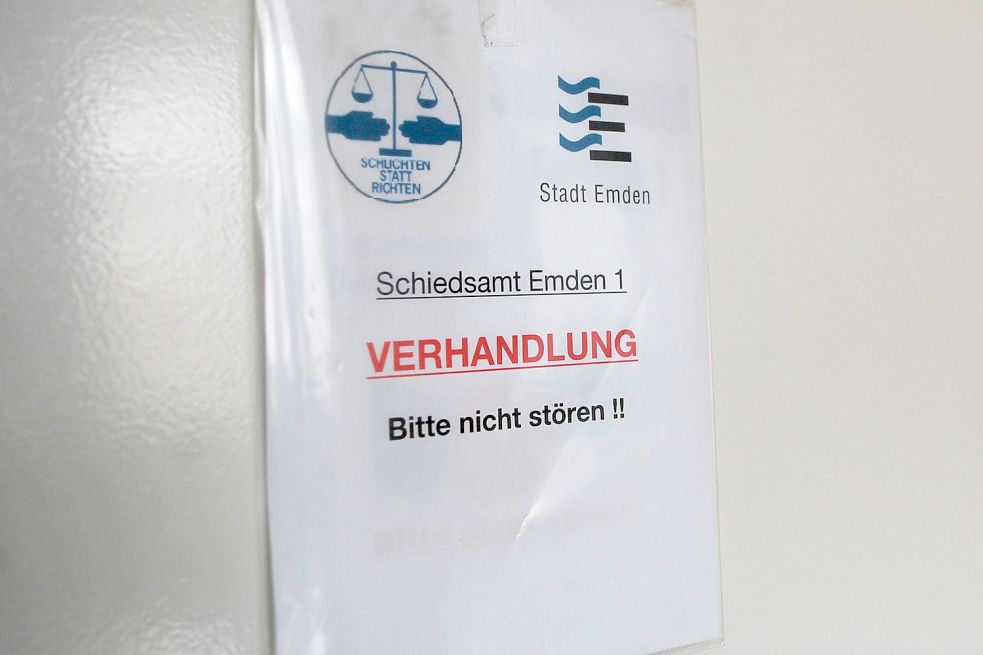 SCHLICHTEN
STATT
RICHTEN
Stadt Emden
Schiedsamt Emden 1
VERHANDLUNG
Bitte nicht stören !!